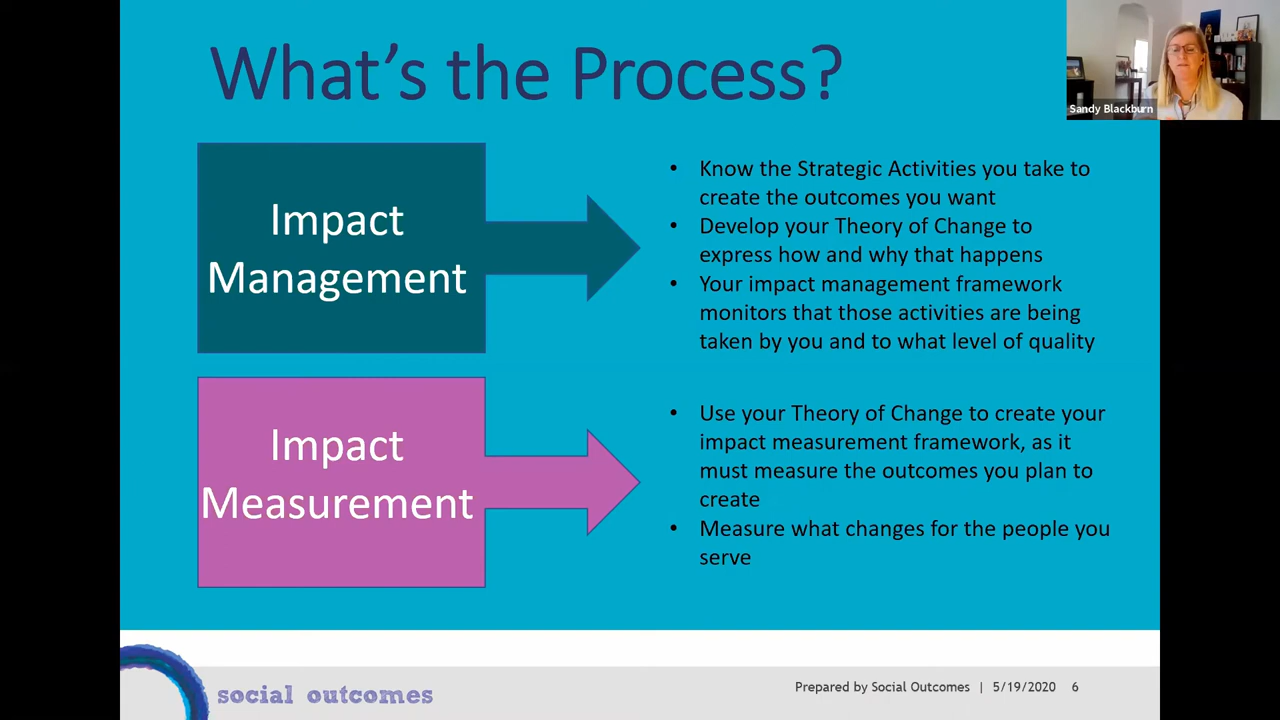 What's the Process?
Sandy Blackburn
Impact
Management
• Know the Strategic Activities you take to
create the outcomes you want
• Develop your Theory of Change to
express how and why that happens
• Your impact management framework
monitors that those activities are being
taken by you and to what level of quality
Impact
Measurement
• Use your Theory of Change to create your
impact measurement framework, as it
must measure the outcomes you plan to
create
• Measure what changes for the people you
serve
social outcomes
Prepared by Social Outcomes | 5/19/2020 6